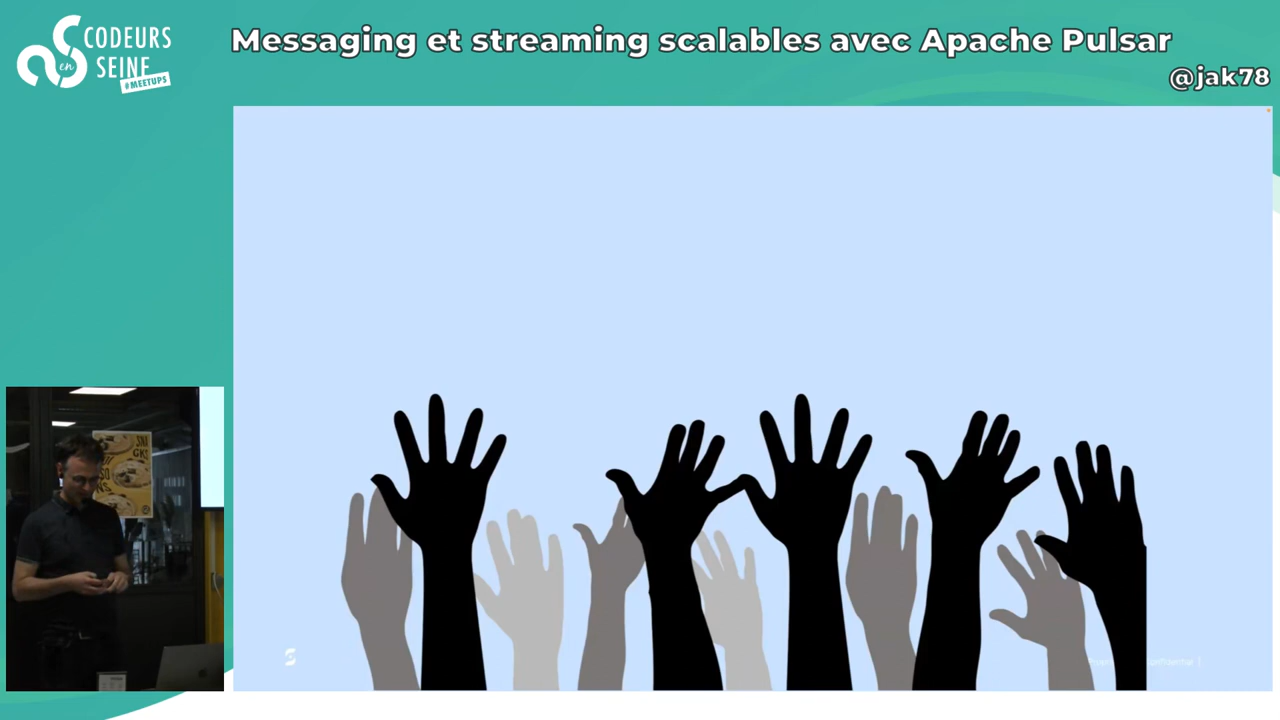 CODEURS
en
SEINE
#MEETUPS
Messaging et streaming scalables avec Apache Pulsar
@jak78